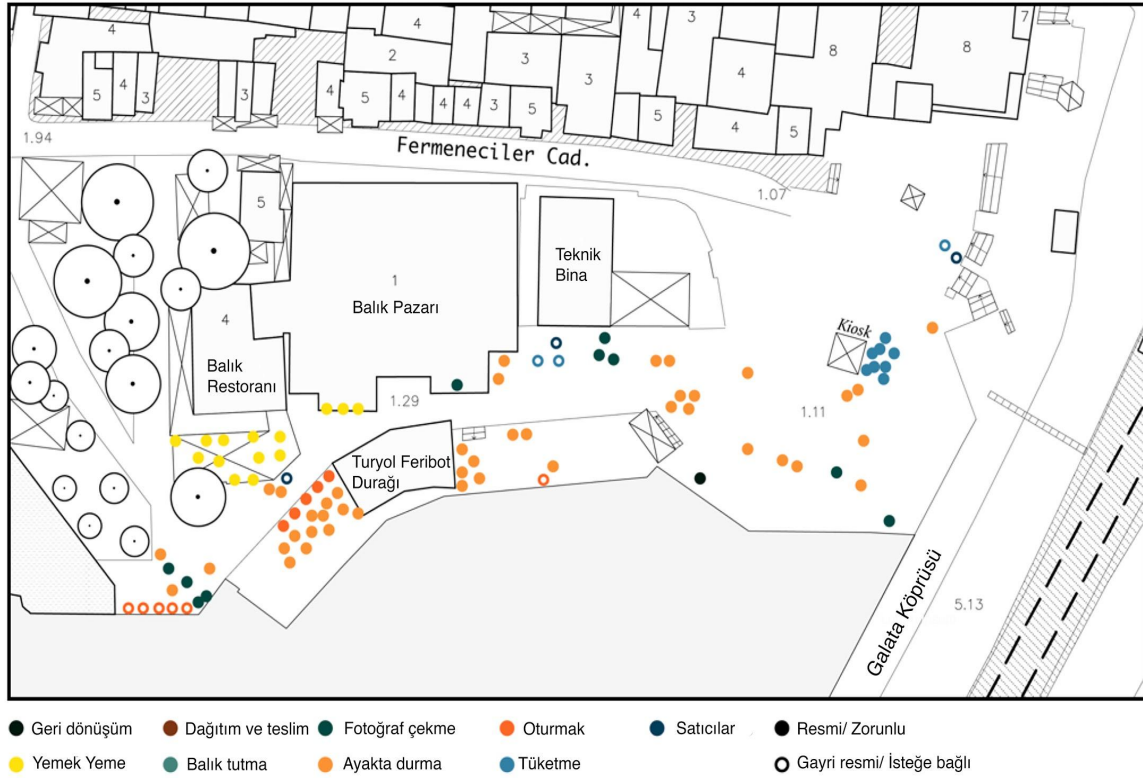 4
4
3
7
8
8
2
3
3
4
4
5
4
3
3
4
5
4
4
4
3
5
5
4
5
1.94
Fermeneciler Cad.
1.07
5
Teknik
Bina
1
Balık Pazarı
Kiosk
4
Balık
Restoranı
1.29
1.11
Turyol Feribot
Durağı
Galata Köprüsü
5.13
Geri dönüşüm
Dağıtım ve teslim
Fotoğraf çekme
Oturmak
Satıcılar
Resmi/ Zorunlu
Yemek Yeme
Balık tutma
Ayakta durma
Tüketme
Gayri resmi/ İsteğe bağlı